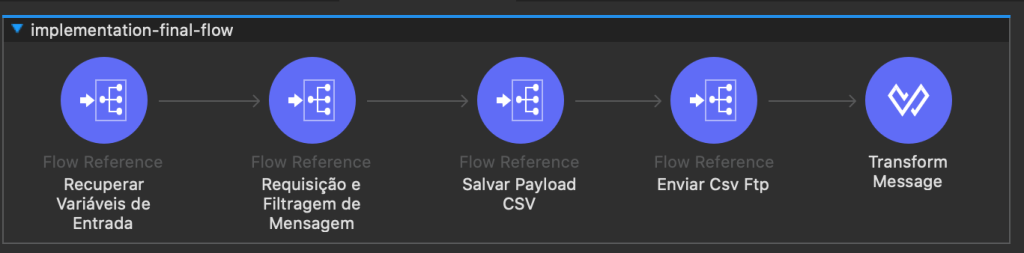 implementation-final-flow
Flow Reference
Recuperar
Variáveis de
Entrada
Flow Reference
Requisição e
Filtragem de
Mensagem
Flow Reference
Salvar Payload
CSV
Flow Reference
Enviar Csv Ftp
Transform
Message